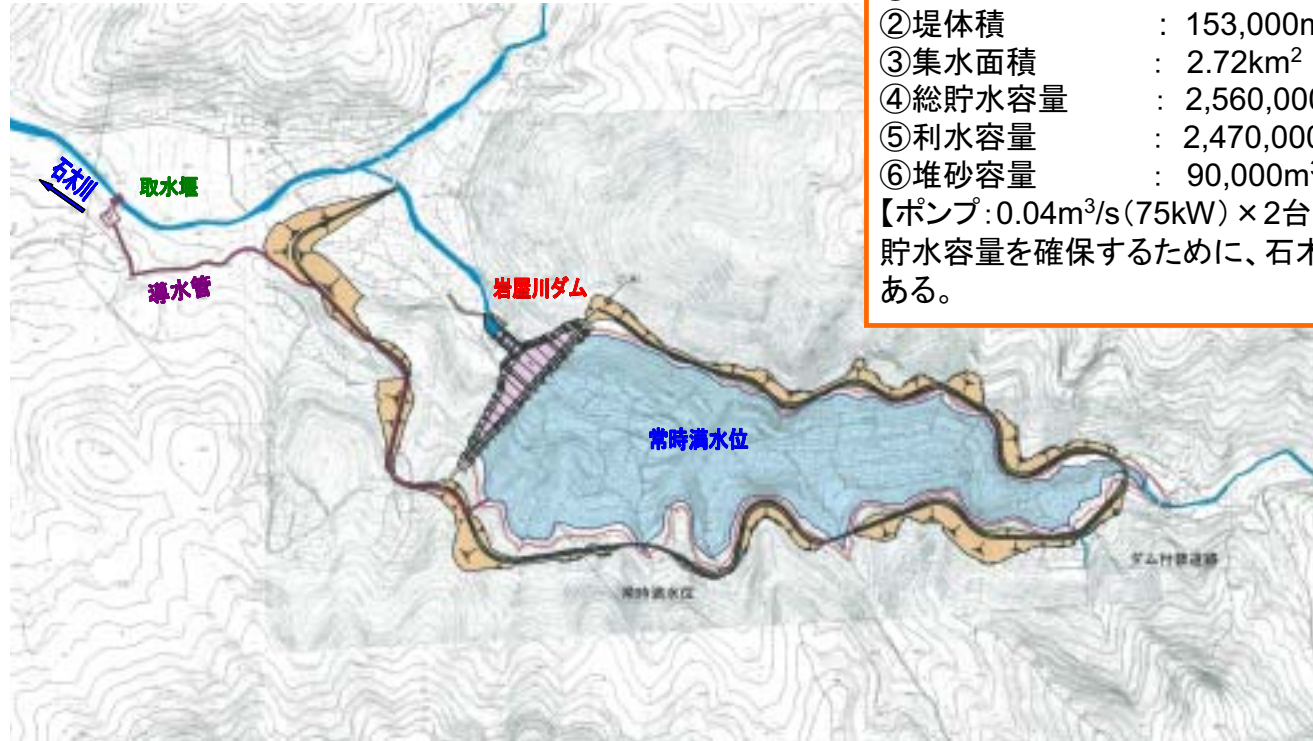 ②堤体積 : 153,000m
③集水面積 : 2.72km²
④総貯水容量 : 2,560,000
⑤利水容量 : 2,470,000
⑥堆砂容量 : 90,000m³
【ポンプ:0.04m³/s(75kW)×2台
貯水容量を確保するために、石木
ある。
石木川
取水堰
導水管
岩屋川ダム
常時満水位
ダム付替道路
常時満水位